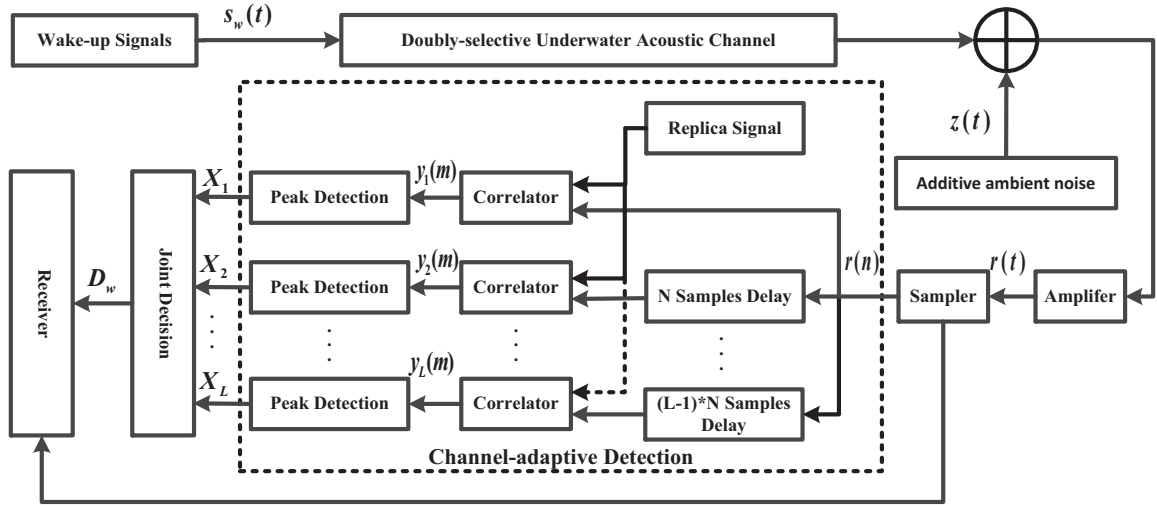 s_w(t)
Wake-up Signals
Doubly-selective Underwater Acoustic Channel
z(t)
Additive ambient noise
Replica Signal
X_1
Peak Detection
y_1(m)
Correlator
X_2
Peak Detection
y_2(m)
Correlator
N Samples Delay
r(n)
Sampler
r(t)
Amplifer
Receiver
D_w
Joint Decision
X_L
Peak Detection
y_L(m)
Correlator
(L-1)*N Samples
Delay
Channel-adaptive Detection